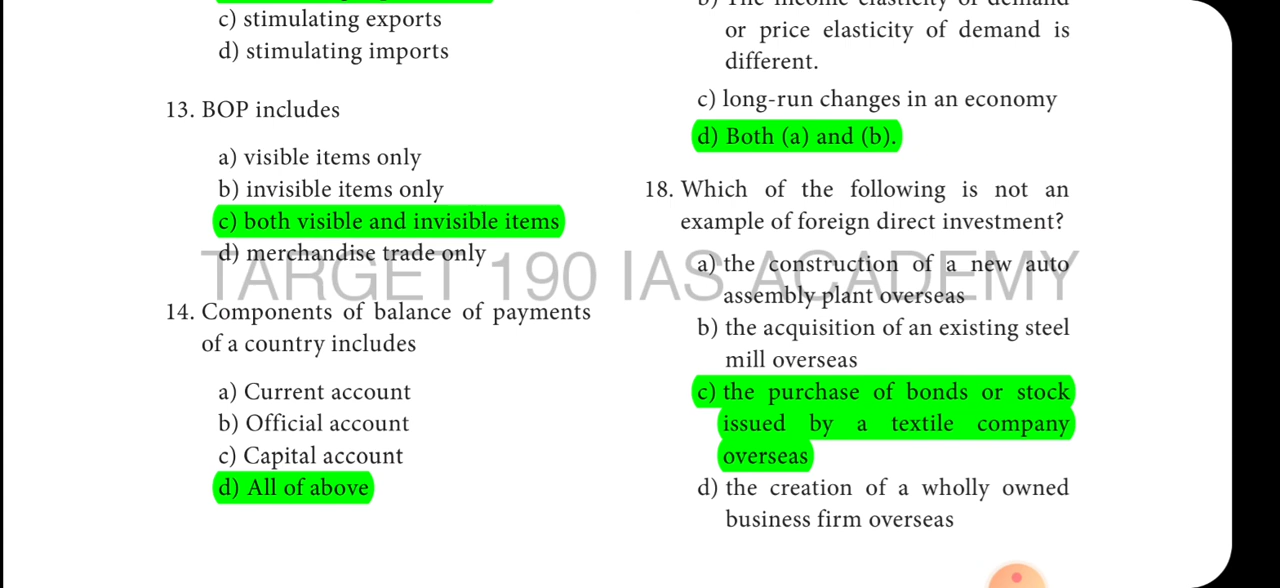 c) stimulating exports
d) stimulating imports
13. BOP includes
a) visible items only
b) invisible items only
c) both visible and invisible items
d) merchandise trade only
14. Components of balance of payments
of a country includes
a) Current account
b) Official account
c) Capital account
d) All of above
b) The income elasticity of demand
or price elasticity of demand is
different.
c) long-run changes in an economy
d) Both (a) and (b).
18. Which of the following is not an
example of foreign direct investment?
a) the construction of a new auto
assembly plant overseas
b) the acquisition of an existing steel
mill overseas
c) the purchase of bonds or stock
issued by a textile company
overseas
d) the creation of a wholly owned
business firm overseas
TARGET 190 IAS ACADEMY